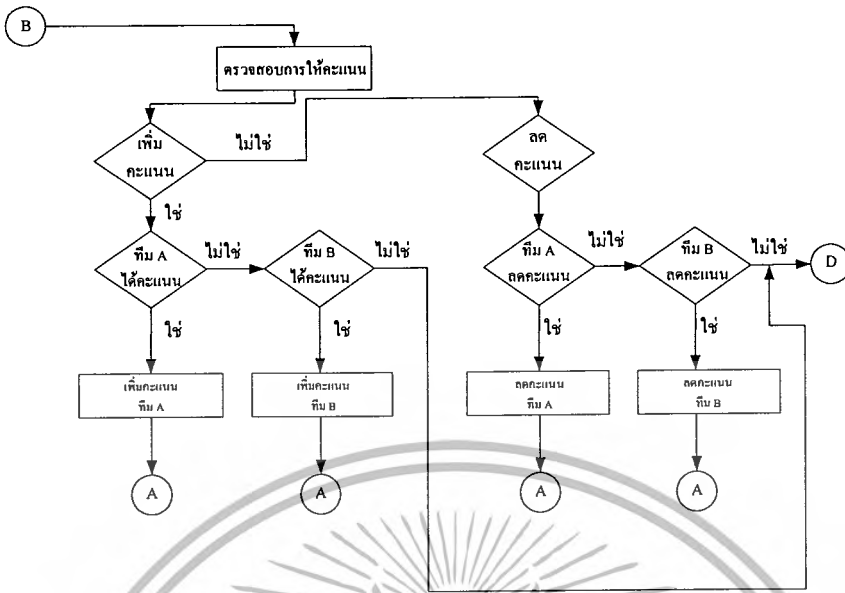 B
ตรวจสอบการให้คะแนน
เพิ่ม
คะแนน
ไม่ใช่
ลด
คะแนน
ใช่
ทีม A
ได้คะแนน
ไม่ใช่
ทีม B
ได้คะแนน
ไม่ใช่
ทีม A
ลดคะแนน
ไม่ใช่
ทีม B
ลดคะแนน
ไม่ใช่
D
ใช่
ใช่
ใช่
ใช่
เพิ่มคะแนน
ทีม A
เพิ่มคะแนน
ทีม B
ลดคะแนน
ทีม A
ลดคะแนน
ทีม B
A
A
A
A